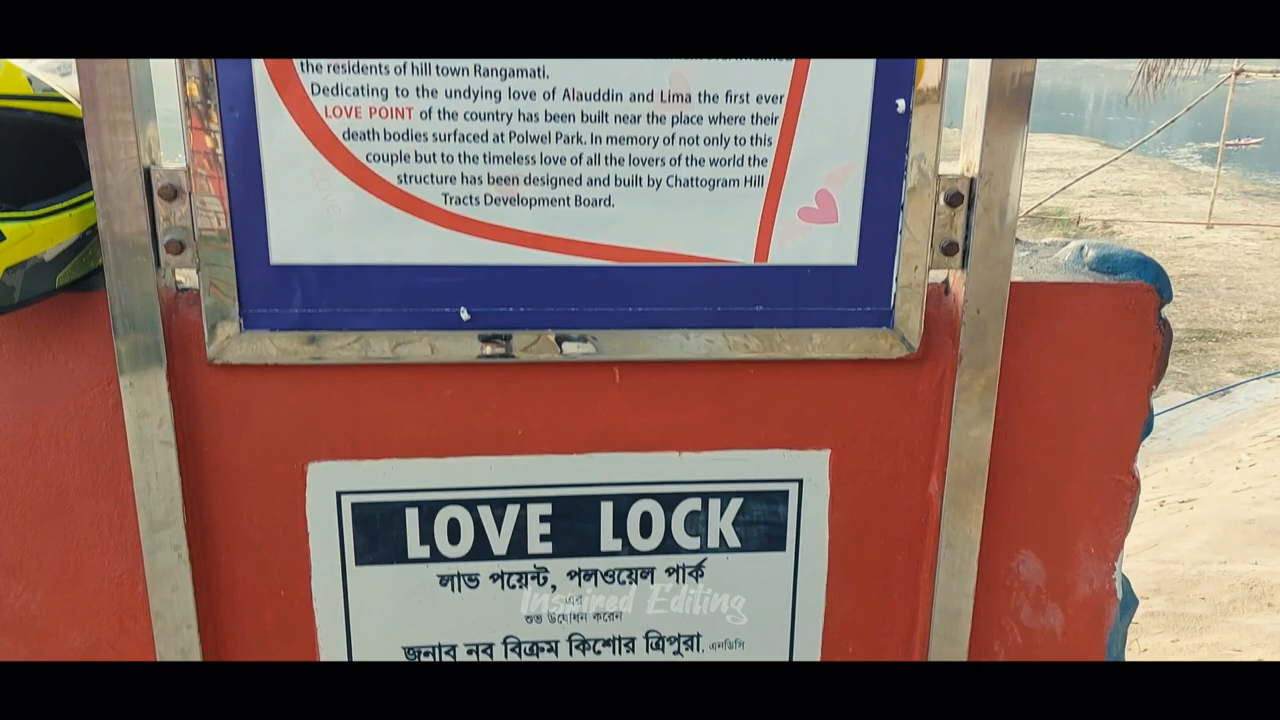 the residents of hill town Rangamati.
Dedicating to the undying love of Alauddin and Lima the first ever
LOVE POINT of the country has been built near the place where their
death bodies surfaced at Polwel Park. In memory of not only to this
couple but to the timeless love of all the lovers of the world the
structure has been designed and built by Chattogram Hill
Tracts Development Board.
Love
LOVE LOCK
লাভ পয়েন্ট, পলওয়েল পার্ক
এর
Inspired Editing
শুভ উদ্বোধন করেন
জনাব নব বিক্রম কিশোর ত্রিপুরা, এনডিসি